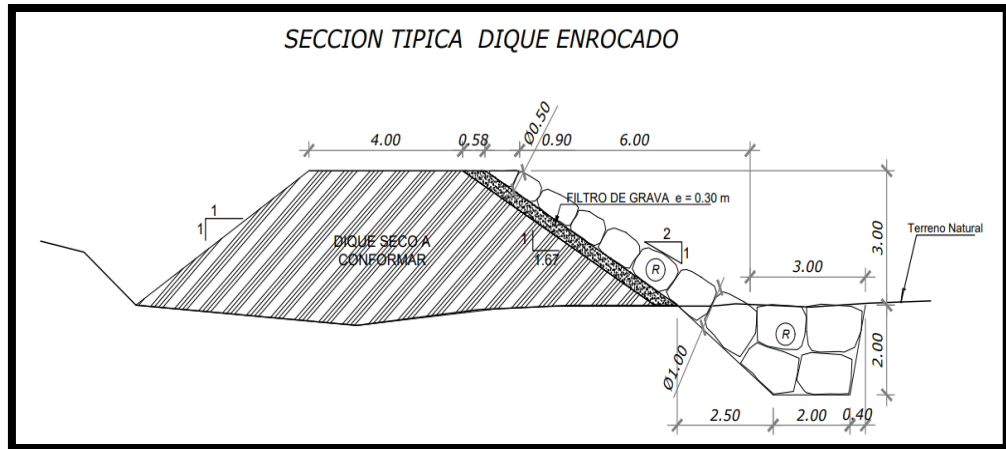 SECCION TIPICA DIQUE ENROCADO
4.00
0.58
Ø0.50
0.90
6.00
FILTRO DE GRAVA e = 0.30 m
1
1
DIQUE SECO A
CONFORMAR
1
1.67
2
1
R
3.00
Terreno Natural
3.00
R
2.00
Ø1.00
2.50
2.00
0.40